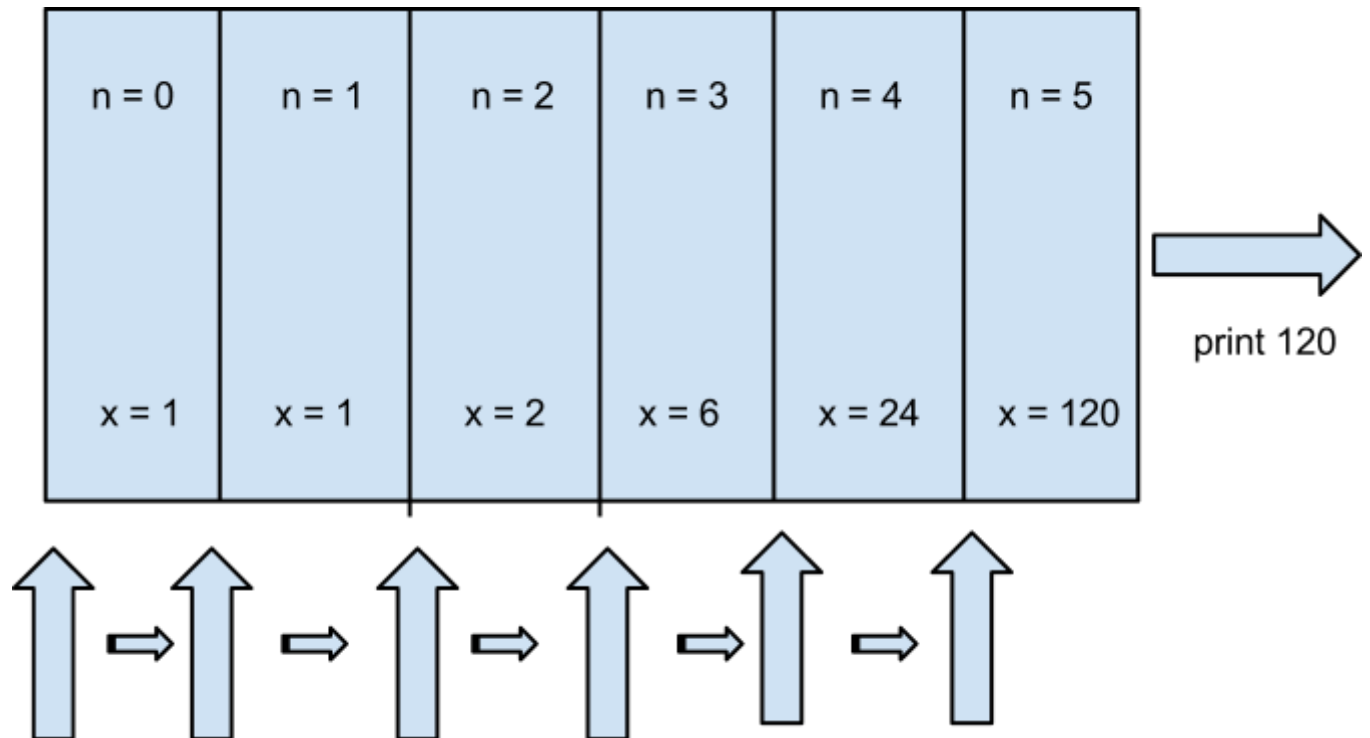 n = 0 n = 1 n = 2 n = 3 n = 4 n = 5
print 120
x = 1 x = 1 x = 2 x = 6 x = 24 x = 120